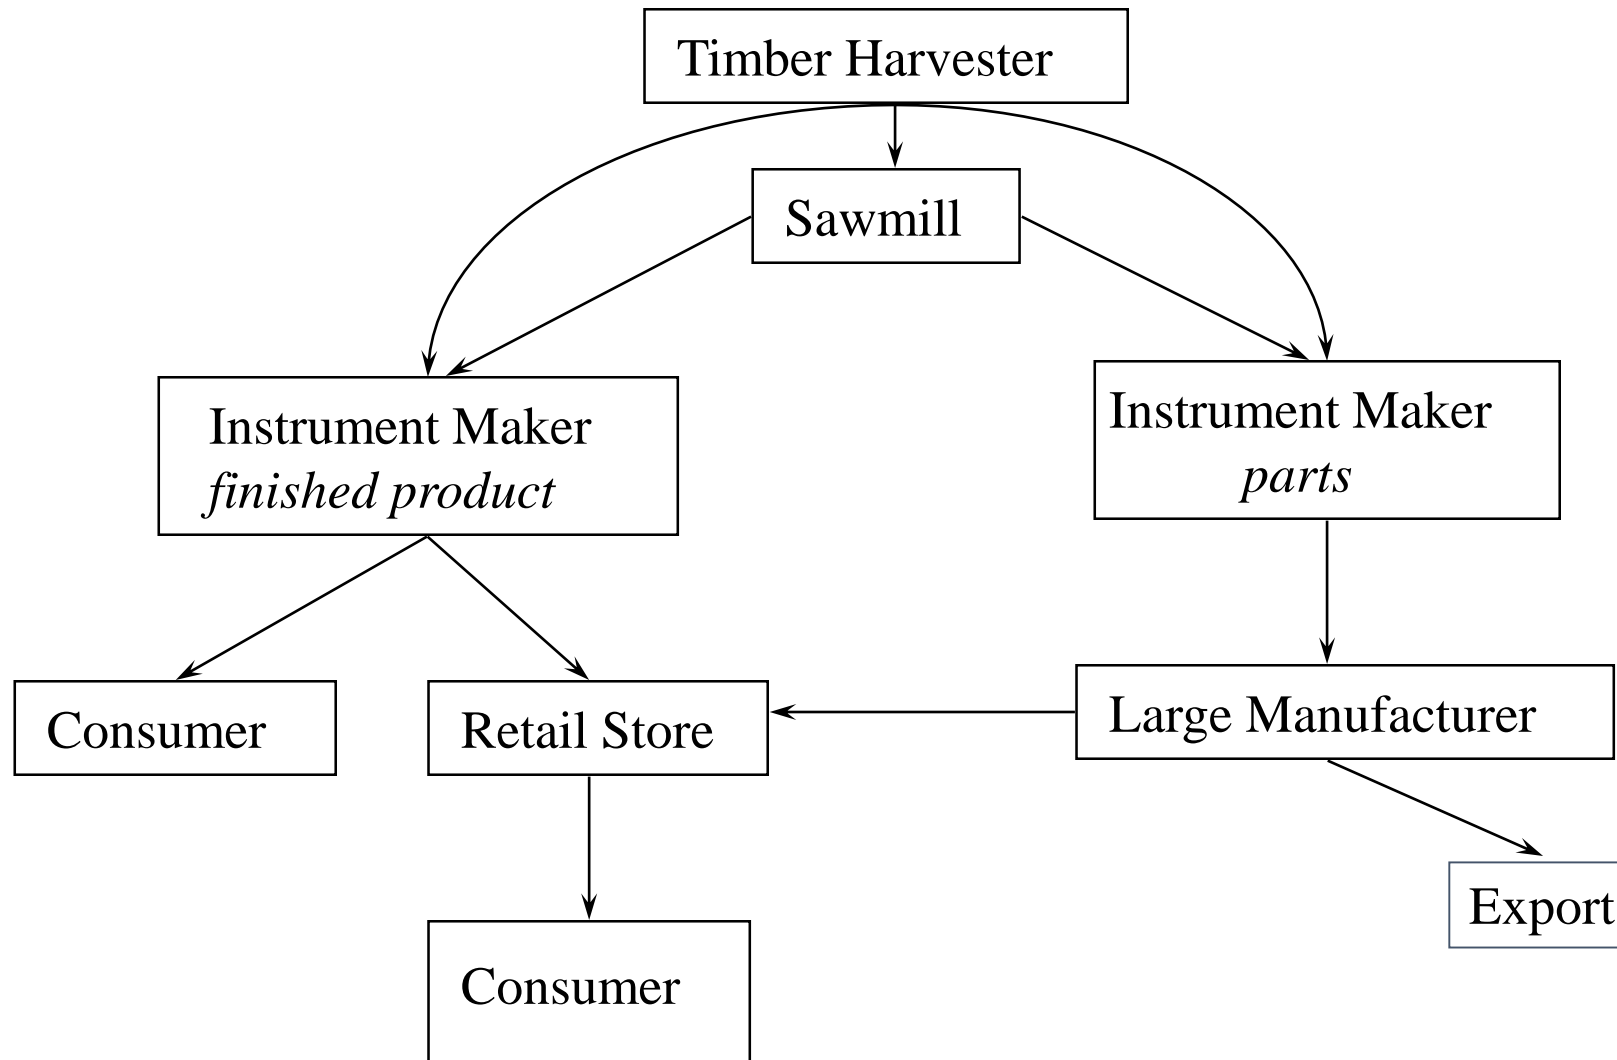 Timber Harvester
Sawmill
Instrument Maker
finished product
Instrument Maker
parts
Consumer
Retail Store
Large Manufacturer
Export
Consumer